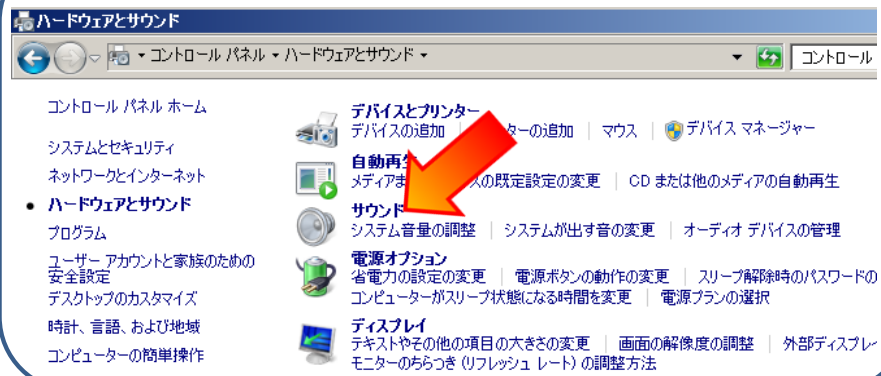 ハードウェアとサウンド
コントロール パネル ハードウェアとサウンド コントロール
コントロール パネル ホーム
システムとセキュリティ
ネットワークとインターネット
ハードウェアとサウンド
プログラム
ユーザー アカウントと家族のための
安全設定
デスクトップのカスタマイズ
時計、言語、および地域
コンピューターの簡単操作
デバイスとプリンター
デバイスの追加 ターの追加 マウス デバイス マネージャー
自動再生
メディアま の既定設定の変更 CD または他のメディアの自動再生
サウンド
システム音量の調整 システムが出す音の変更 オーディオ デバイスの管理
電源オプション
省電力の設定の変更 電源ボタンの動作の変更 スリープ解除時のパスワードの
コンピューターがスリープ状態になる時間を変更 電源プランの選択
ディスプレイ
テキストやその他の項目の大きさの変更 画面の解像度の調整 外部ディスプレイ
モニターのちらつき (リフレッシュ レート) の調整方法